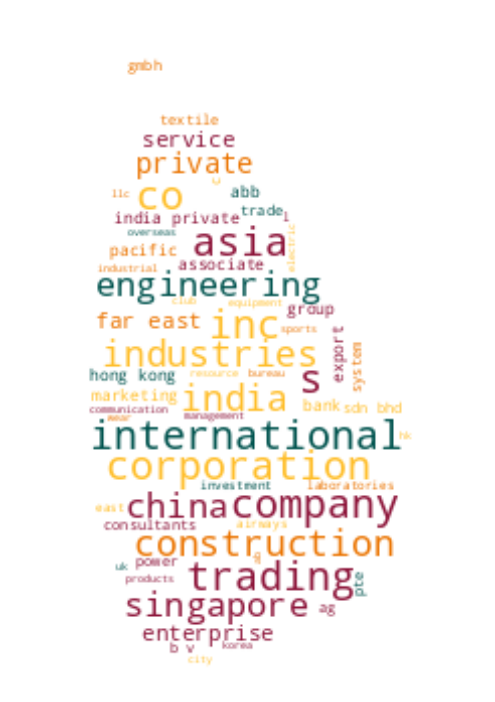 gmbh
textile
service
private
co
u
llc
abb
trade
l
india private
overseas
asia
electric
pacific
associate
industrial
engineering
club
equipment
group
far east
inc
sports
export
system
industries
hong kong
resource
bureau
s
marketing
india
bank
sdn bhd
communication
management
wear
international
hk
corporation
investment
laboratories
east
china
company
consultants
airways
construction
q
power
uk
products
trading
pte
singapore
ag
enterprise
b v
korea
city